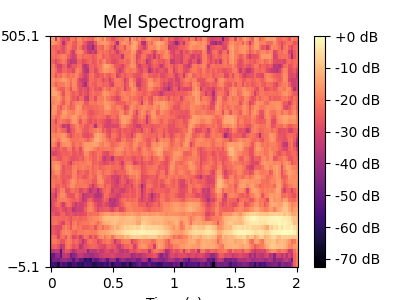 Mel Spectrogram
505.1
-5.1
0
0.5
1
1.5
2
+0 dB
-10 dB
-20 dB
-30 dB
-40 dB
-50 dB
-60 dB
-70 dB